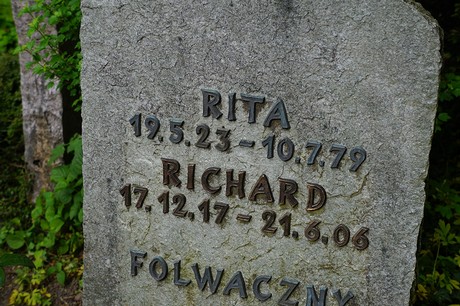 RITA
19.5.23 - 10.7.79
RICHARD
17.12.17 - 21.6.06
FOLWACZNY